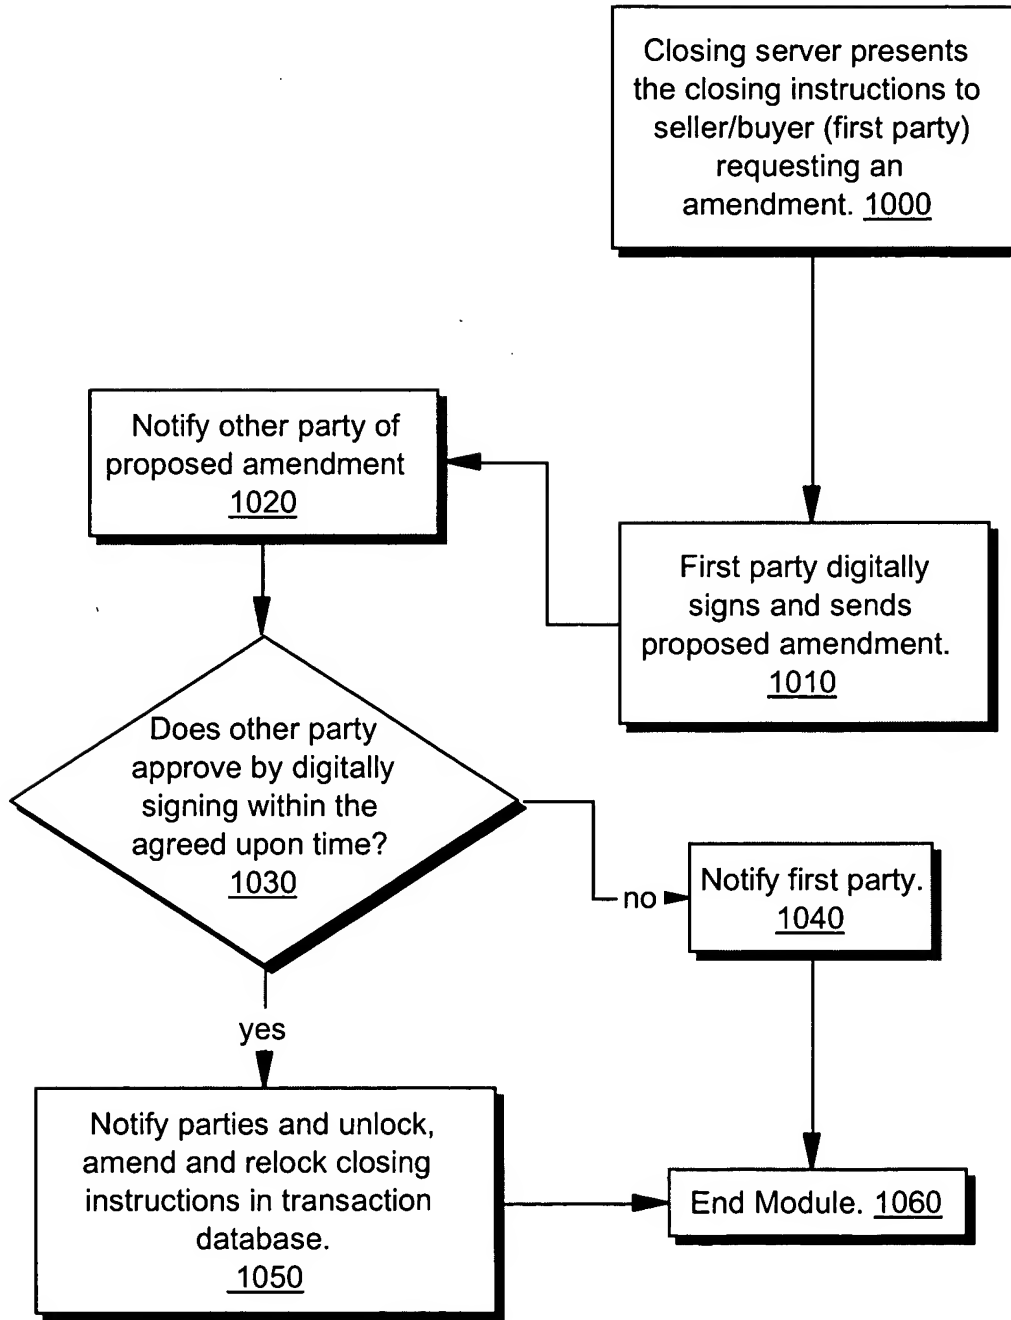 Closing server presents
the closing instructions to
seller/buyer (first party)
requesting an
amendment. 1000
First party digitally
signs and sends
proposed amendment.
1010
Notify other party of
proposed amendment
1020
Does other party
approve by digitally
signing within the
agreed upon time?
1030
no
Notify first party.
1040
yes
Notify parties and unlock,
amend and relock closing
instructions in transaction
database.
1050
End Module. 1060